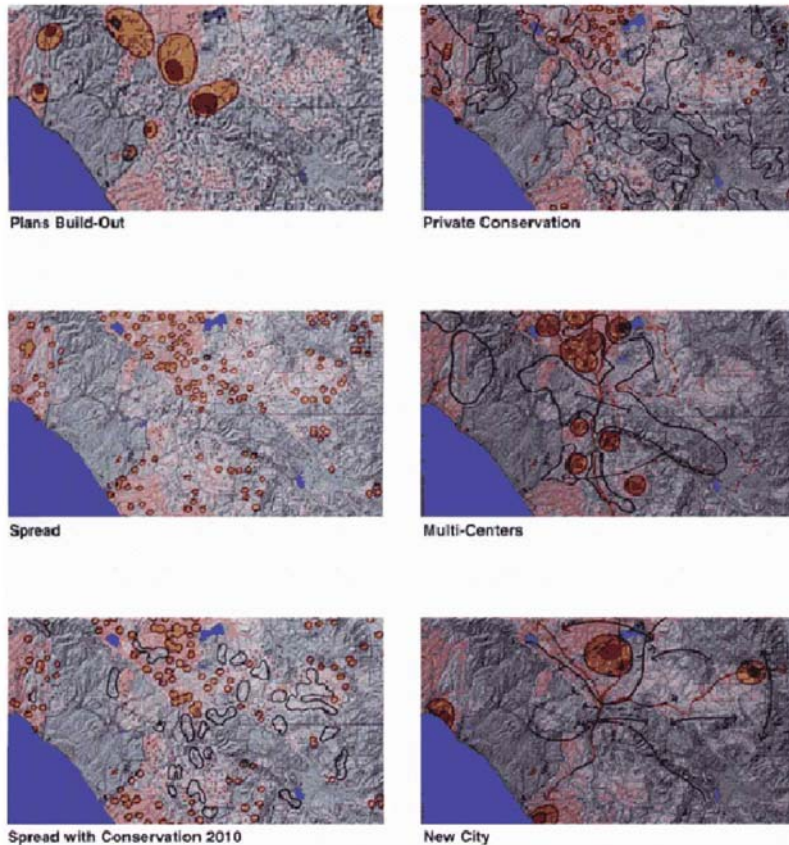 Plans Build-Out
Private Conservation
Spread
Multi-Centers
Spread with Conservation 2010
New City